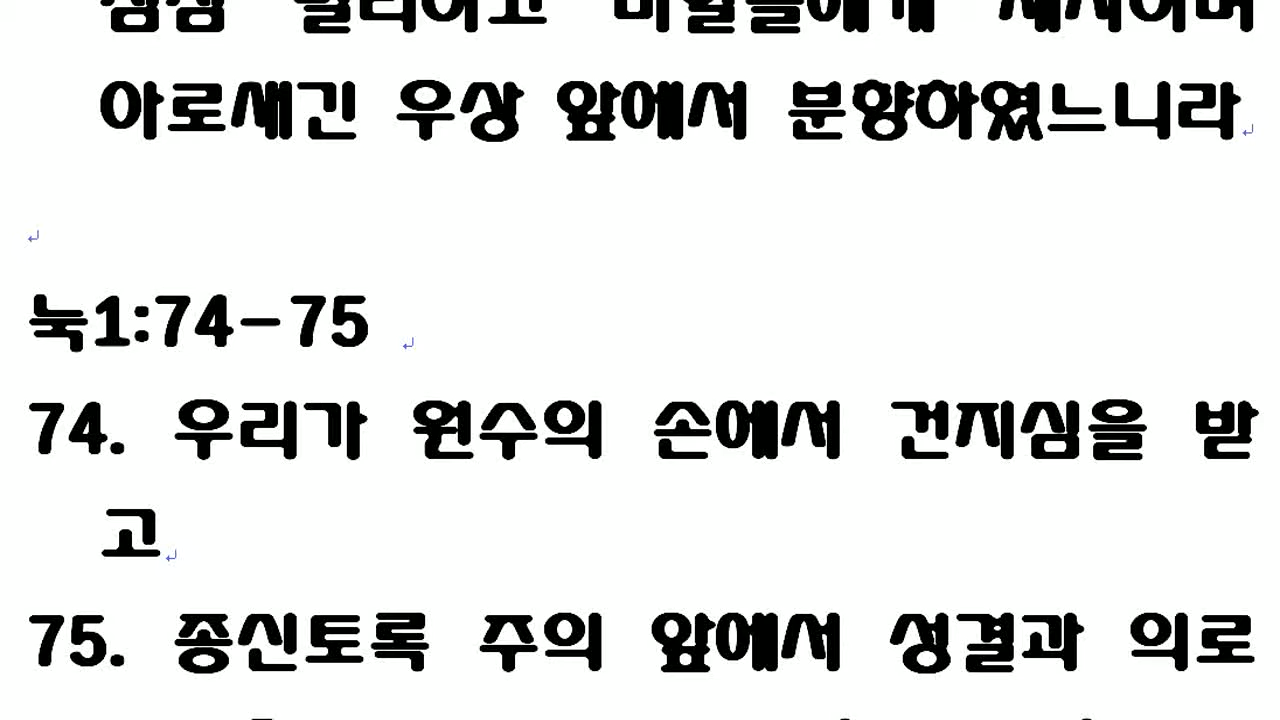 아로새긴 우상 앞에서 분향하였느니라
눅1:74-75
74. 우리가 원수의 손에서 건지심을 받
고
75. 종신토록 주의 앞에서 성결과 의로